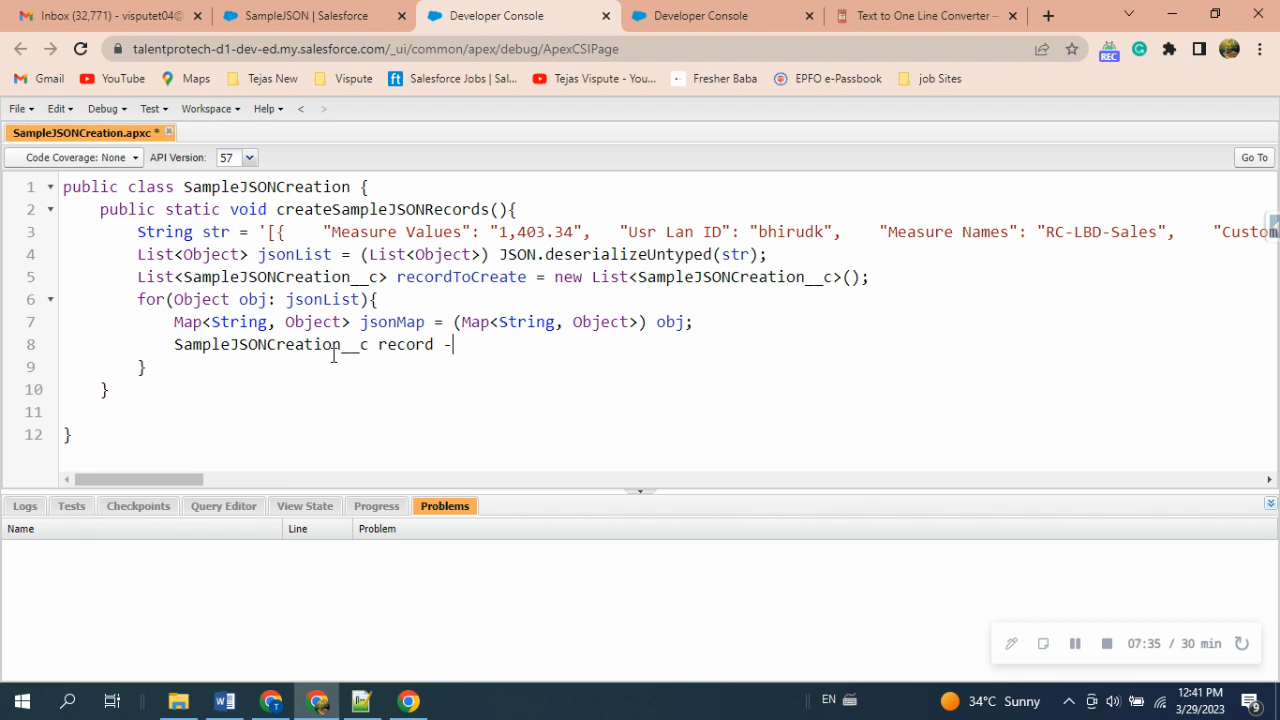 Inbox (32,771) - visputet04@
SampleJSON | Salesforce
Developer Console
Developer Console
Text to One Line Converter –
talentprotech-d1-dev-ed.my.salesforce.com/_ui/common/apex/debug/ApexCSIPage
REC
Gmail YouTube Maps Tejas New Vispute Salesforce Jobs | Sal... Tejas Vispute - You... Fresher Baba EPFO e-Passbook job Sites
File Edit Debug Test Workspace Help < >
SampleJSONCreation.apxc *
Code Coverage: None API Version: 57 Go To
1 public class SampleJSONCreation {
2 public static void createSampleJSONRecords(){
3 String str = '[{ "Measure Values": "1,403.34", "Usr Lan ID": "bhirudk", "Measure Names": "RC-LBD-Sales", "Custom
4 List<Object> jsonList = (List<Object>) JSON.deserializeUntyped(str);
5 List<SampleJSONCreation__c> recordToCreate = new List<SampleJSONCreation__c>();
6 for(Object obj: jsonList){
7 Map<String, Object> jsonMap = (Map<String, Object>) obj;
8 SampleJSONCreation__c record -
9 }
10 }
11
12 }
Logs Tests Checkpoints Query Editor View State Progress Problems
Name Line Problem
07:35 / 30 min
34°C Sunny
EN
12:41 PM
3/29/2023
9